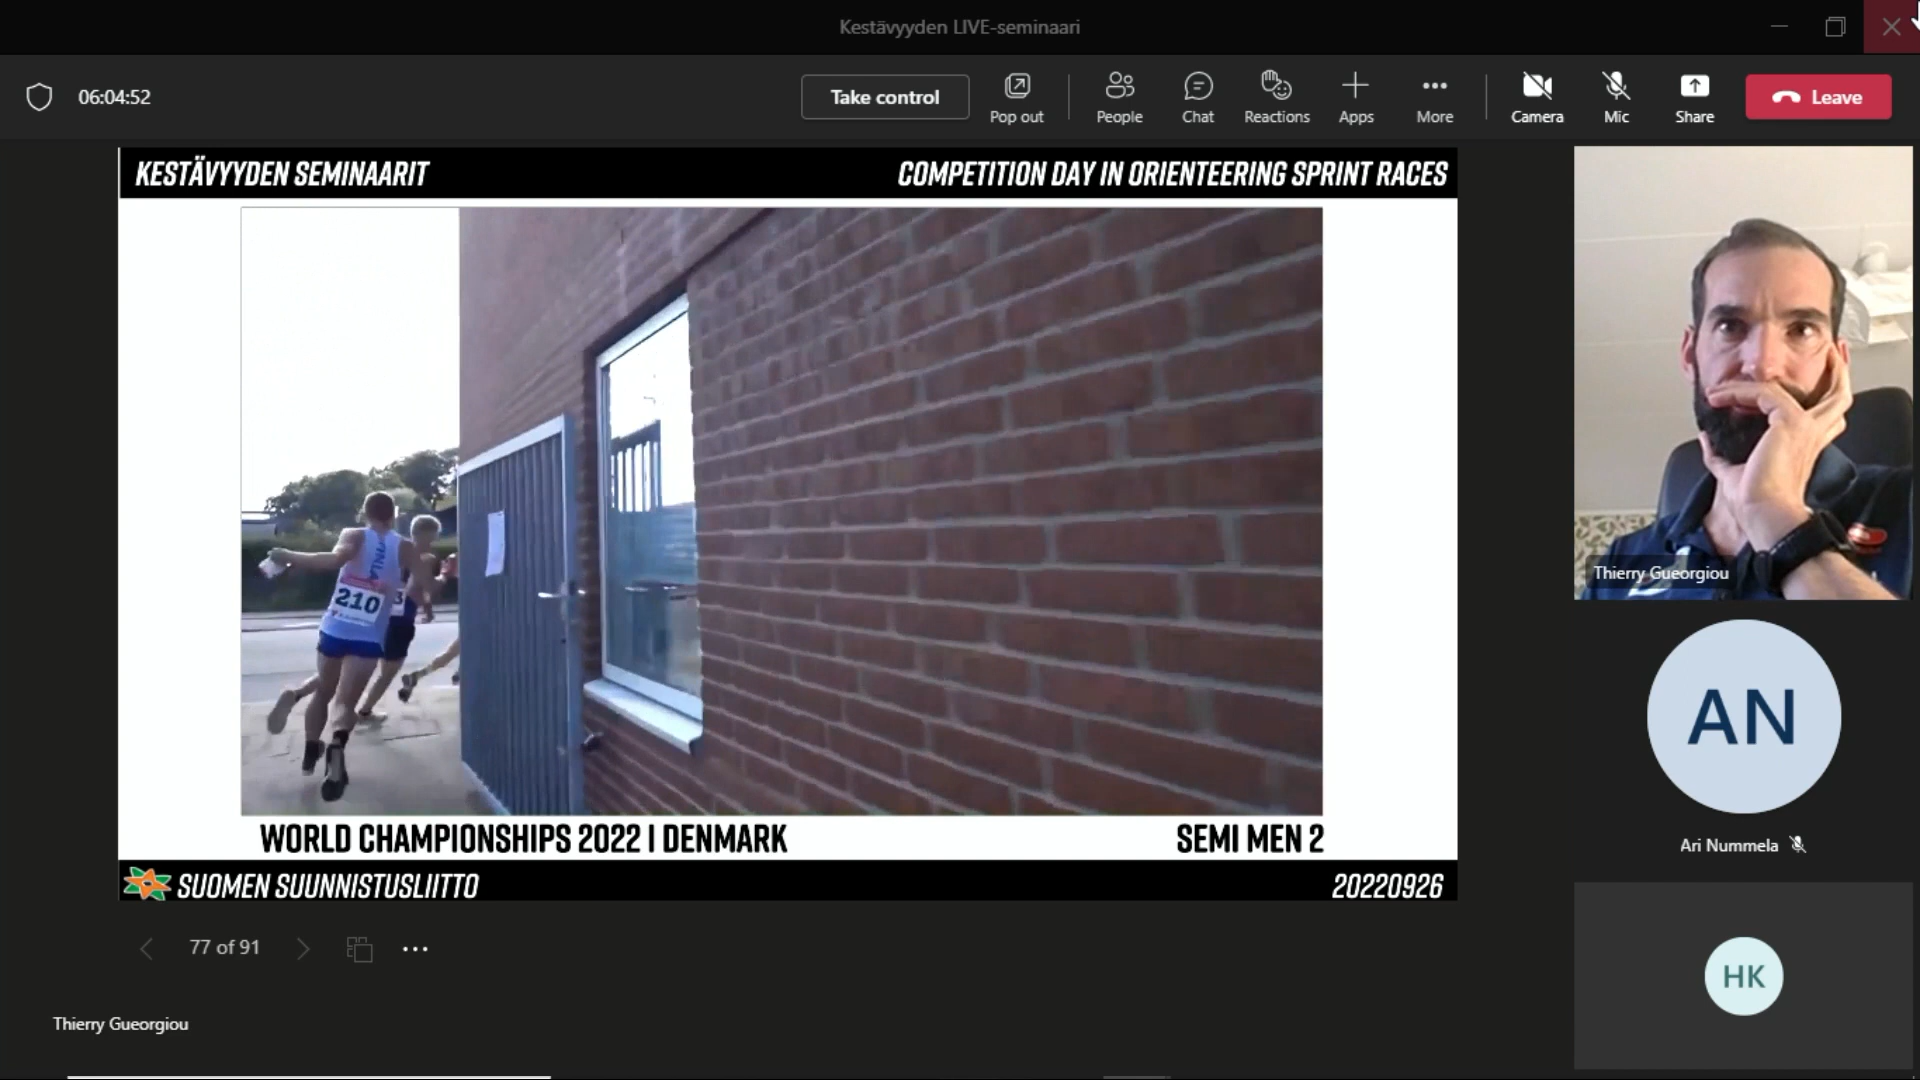 Kestävyyden LIVE-seminaari
06:04:52
Take control
Pop out
People
Chat
Reactions
Apps
More
Camera
Mic
Share
Leave
KESTÄVYYDEN SEMINAARIT
COMPETITION DAY IN ORIENTEERING SPRINT RACES
210
3
WORLD CHAMPIONSHIPS 2022 | DENMARK
SEMI MEN 2
SUOMEN SUUNNISTUSLIITTO
20220926
77 of 91
Thierry Gueorgiou
Thierry Gueorgiou
AN
Ari Nummela
HK